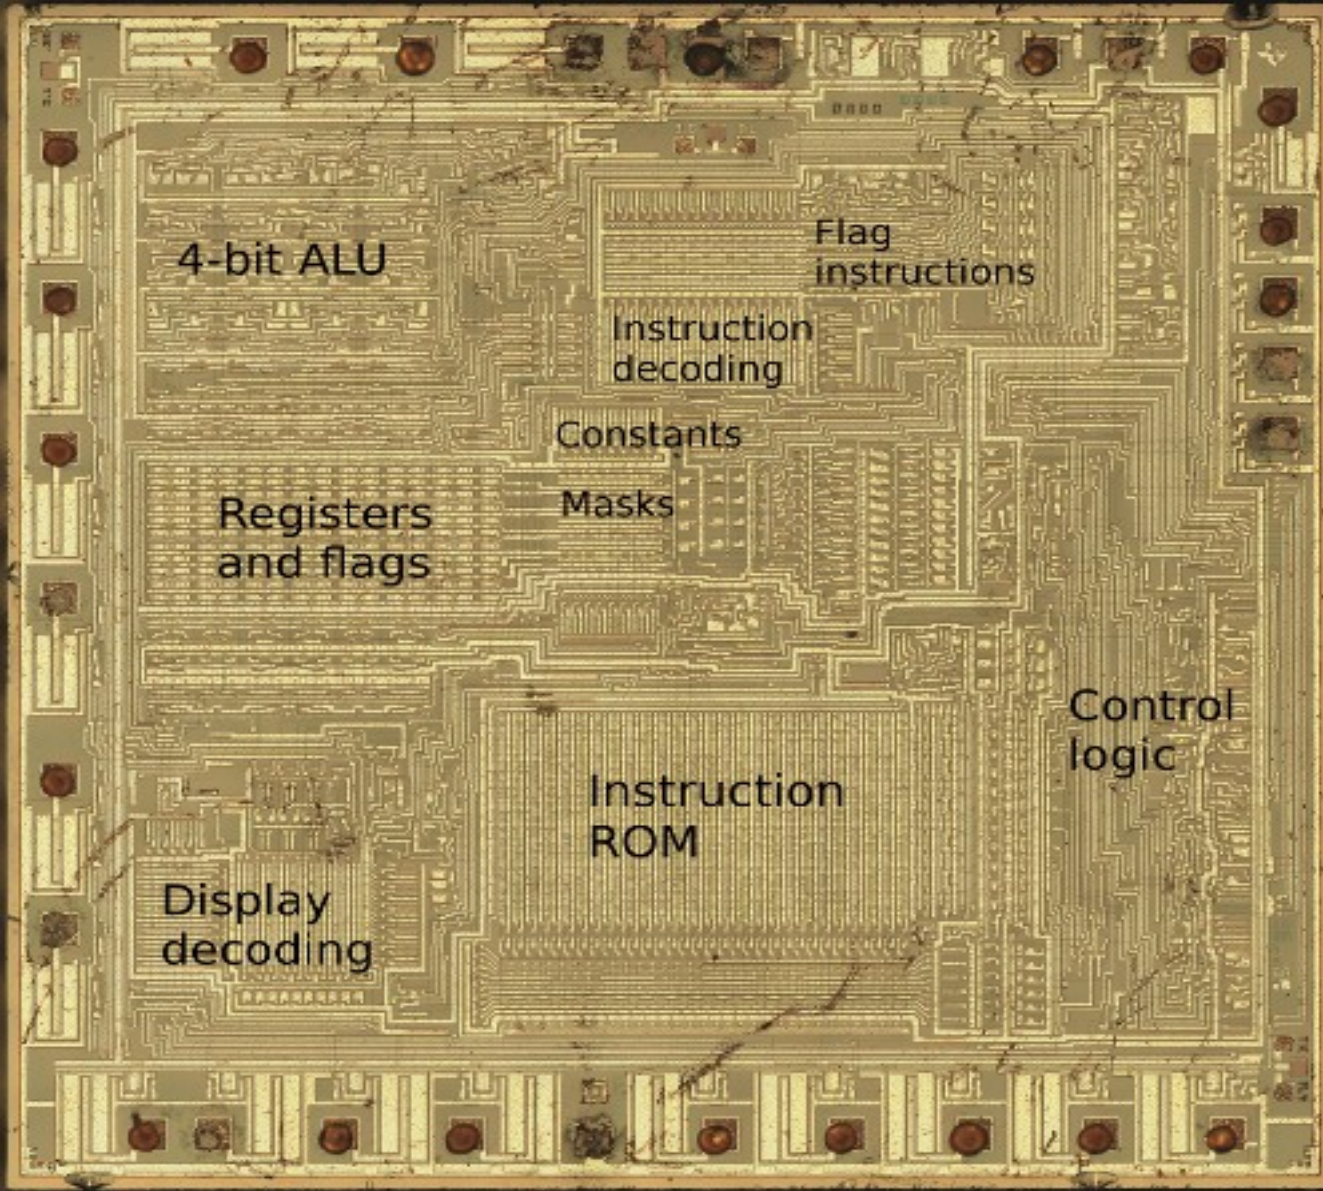 4-bit ALU
Flag
instructions
Instruction
decoding
Constants
Masks
Registers
and flags
Control
logic
Instruction
ROM
Display
decoding